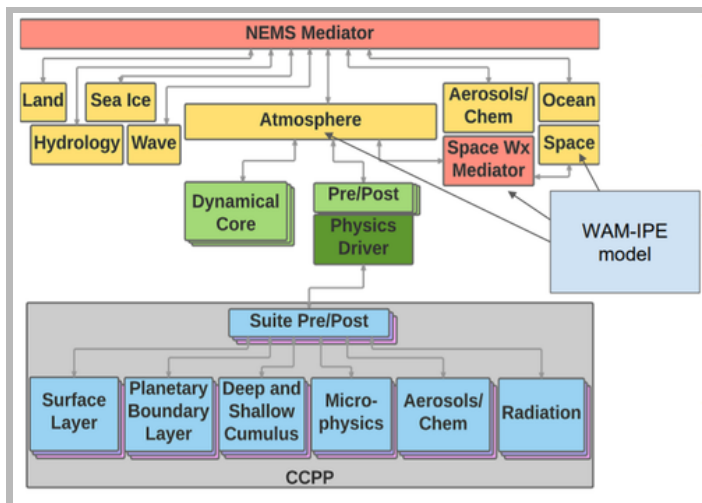 NEMS Mediator
Land
Sea Ice
Aerosols/
Chem
Ocean
Hydrology
Wave
Atmosphere
Space Wx
Mediator
Space
Dynamical
Core
Pre/Post
Physics
Driver
WAM-IPE
model
Suite Pre/Post
Surface
Layer
Planetary
Boundary
Layer
Deep and
Shallow
Cumulus
Micro-
physics
Aerosols/
Chem
Radiation
CCPP